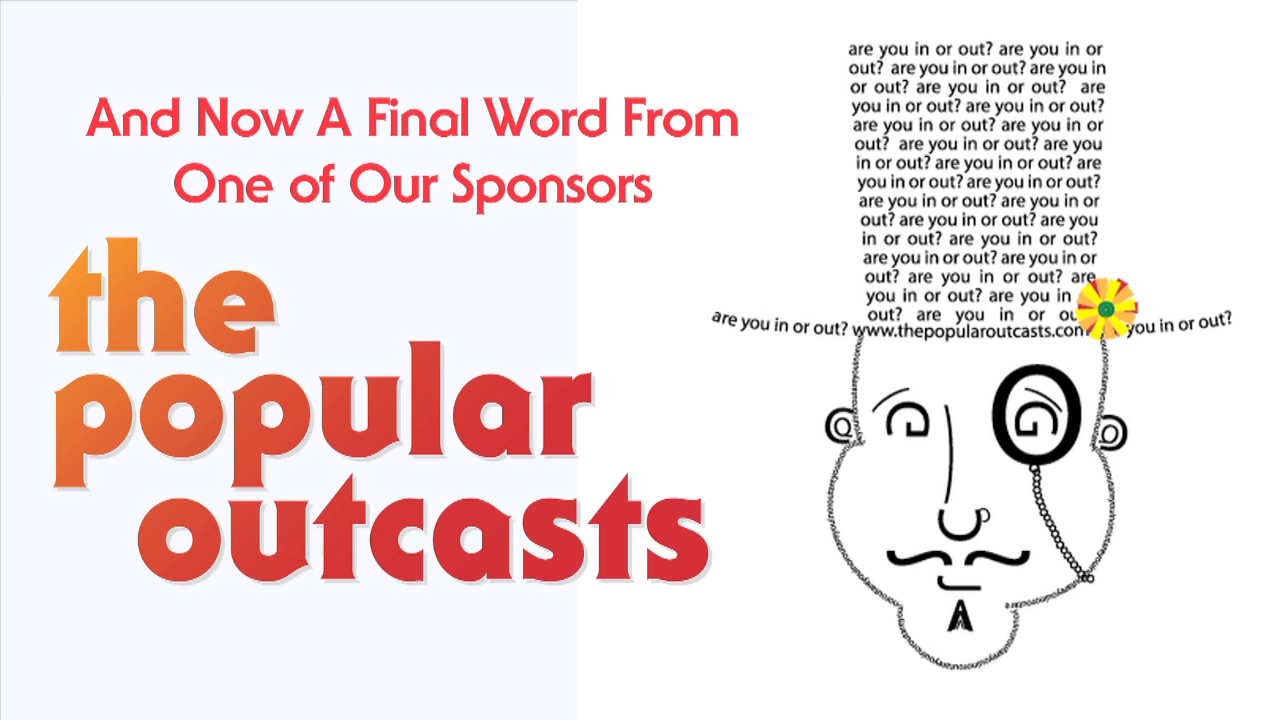 And Now A Final Word From
One of Our Sponsors
the
popular
outcasts
are you in or out? are you in or
out? are you in or out? are you in
or out? are you in or out? are
you in or out? are you in or out?
are you in or out? are you in or
out? are you in or out? are you
in or out? are you in or out? are
you in or out? are you in or out?
are you in or out? are you in or
out? are you in or out? are you
in or out? are you in or out?
are you in or out? are you in or
out? are you in or out? are
you in or out? are you in
out? are you in or ou
are you in or out? www.thepopularoutcasts.com you in or out?